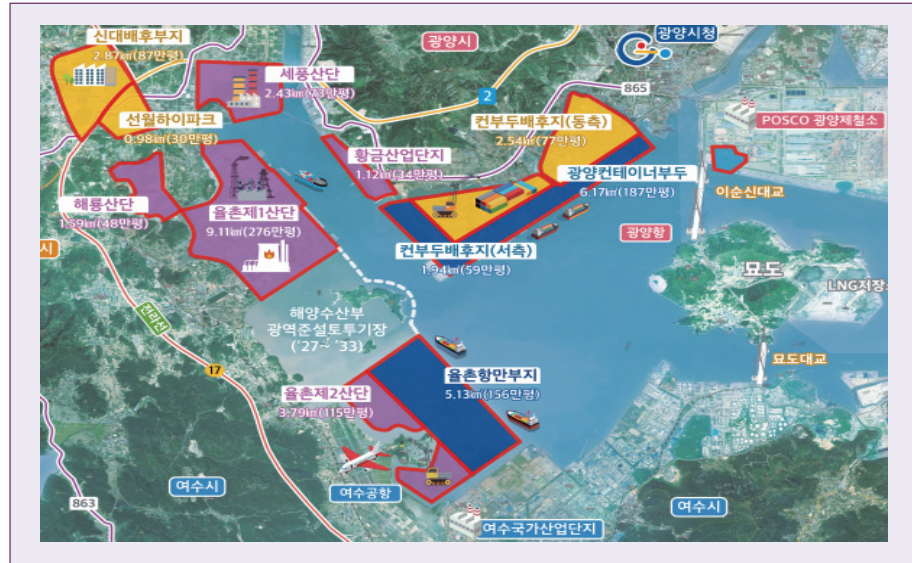 신대배후부지
2.87㎢(87만평)
세풍산단
2.43㎢(73만평)
광양시
광양시청
2
865
선월하이파크
0.98㎢(30만평)
컨부두배후지(동측)
2.54㎢(77만평)
POSCO 광양제철소
황금산업단지
1.12㎢(34만평)
광양컨테이너부두
6.17㎢(187만평)
이순신대교
해룡산단
1.59㎢(48만평)
율촌제1산단
9.11㎢(276만평)
광양항
시
컨부두배후지(서측)
1.94㎢(59만평)
묘도
LNG저장
해양수산부
광역준설토투기장
('27~ '33)
전라선
17
묘도대교
율촌항만부지
5.13㎢(156만평)
율촌제2산단
3.79㎢(115만평)
여수시
여수공항
여수시
863
여수국가산업단지